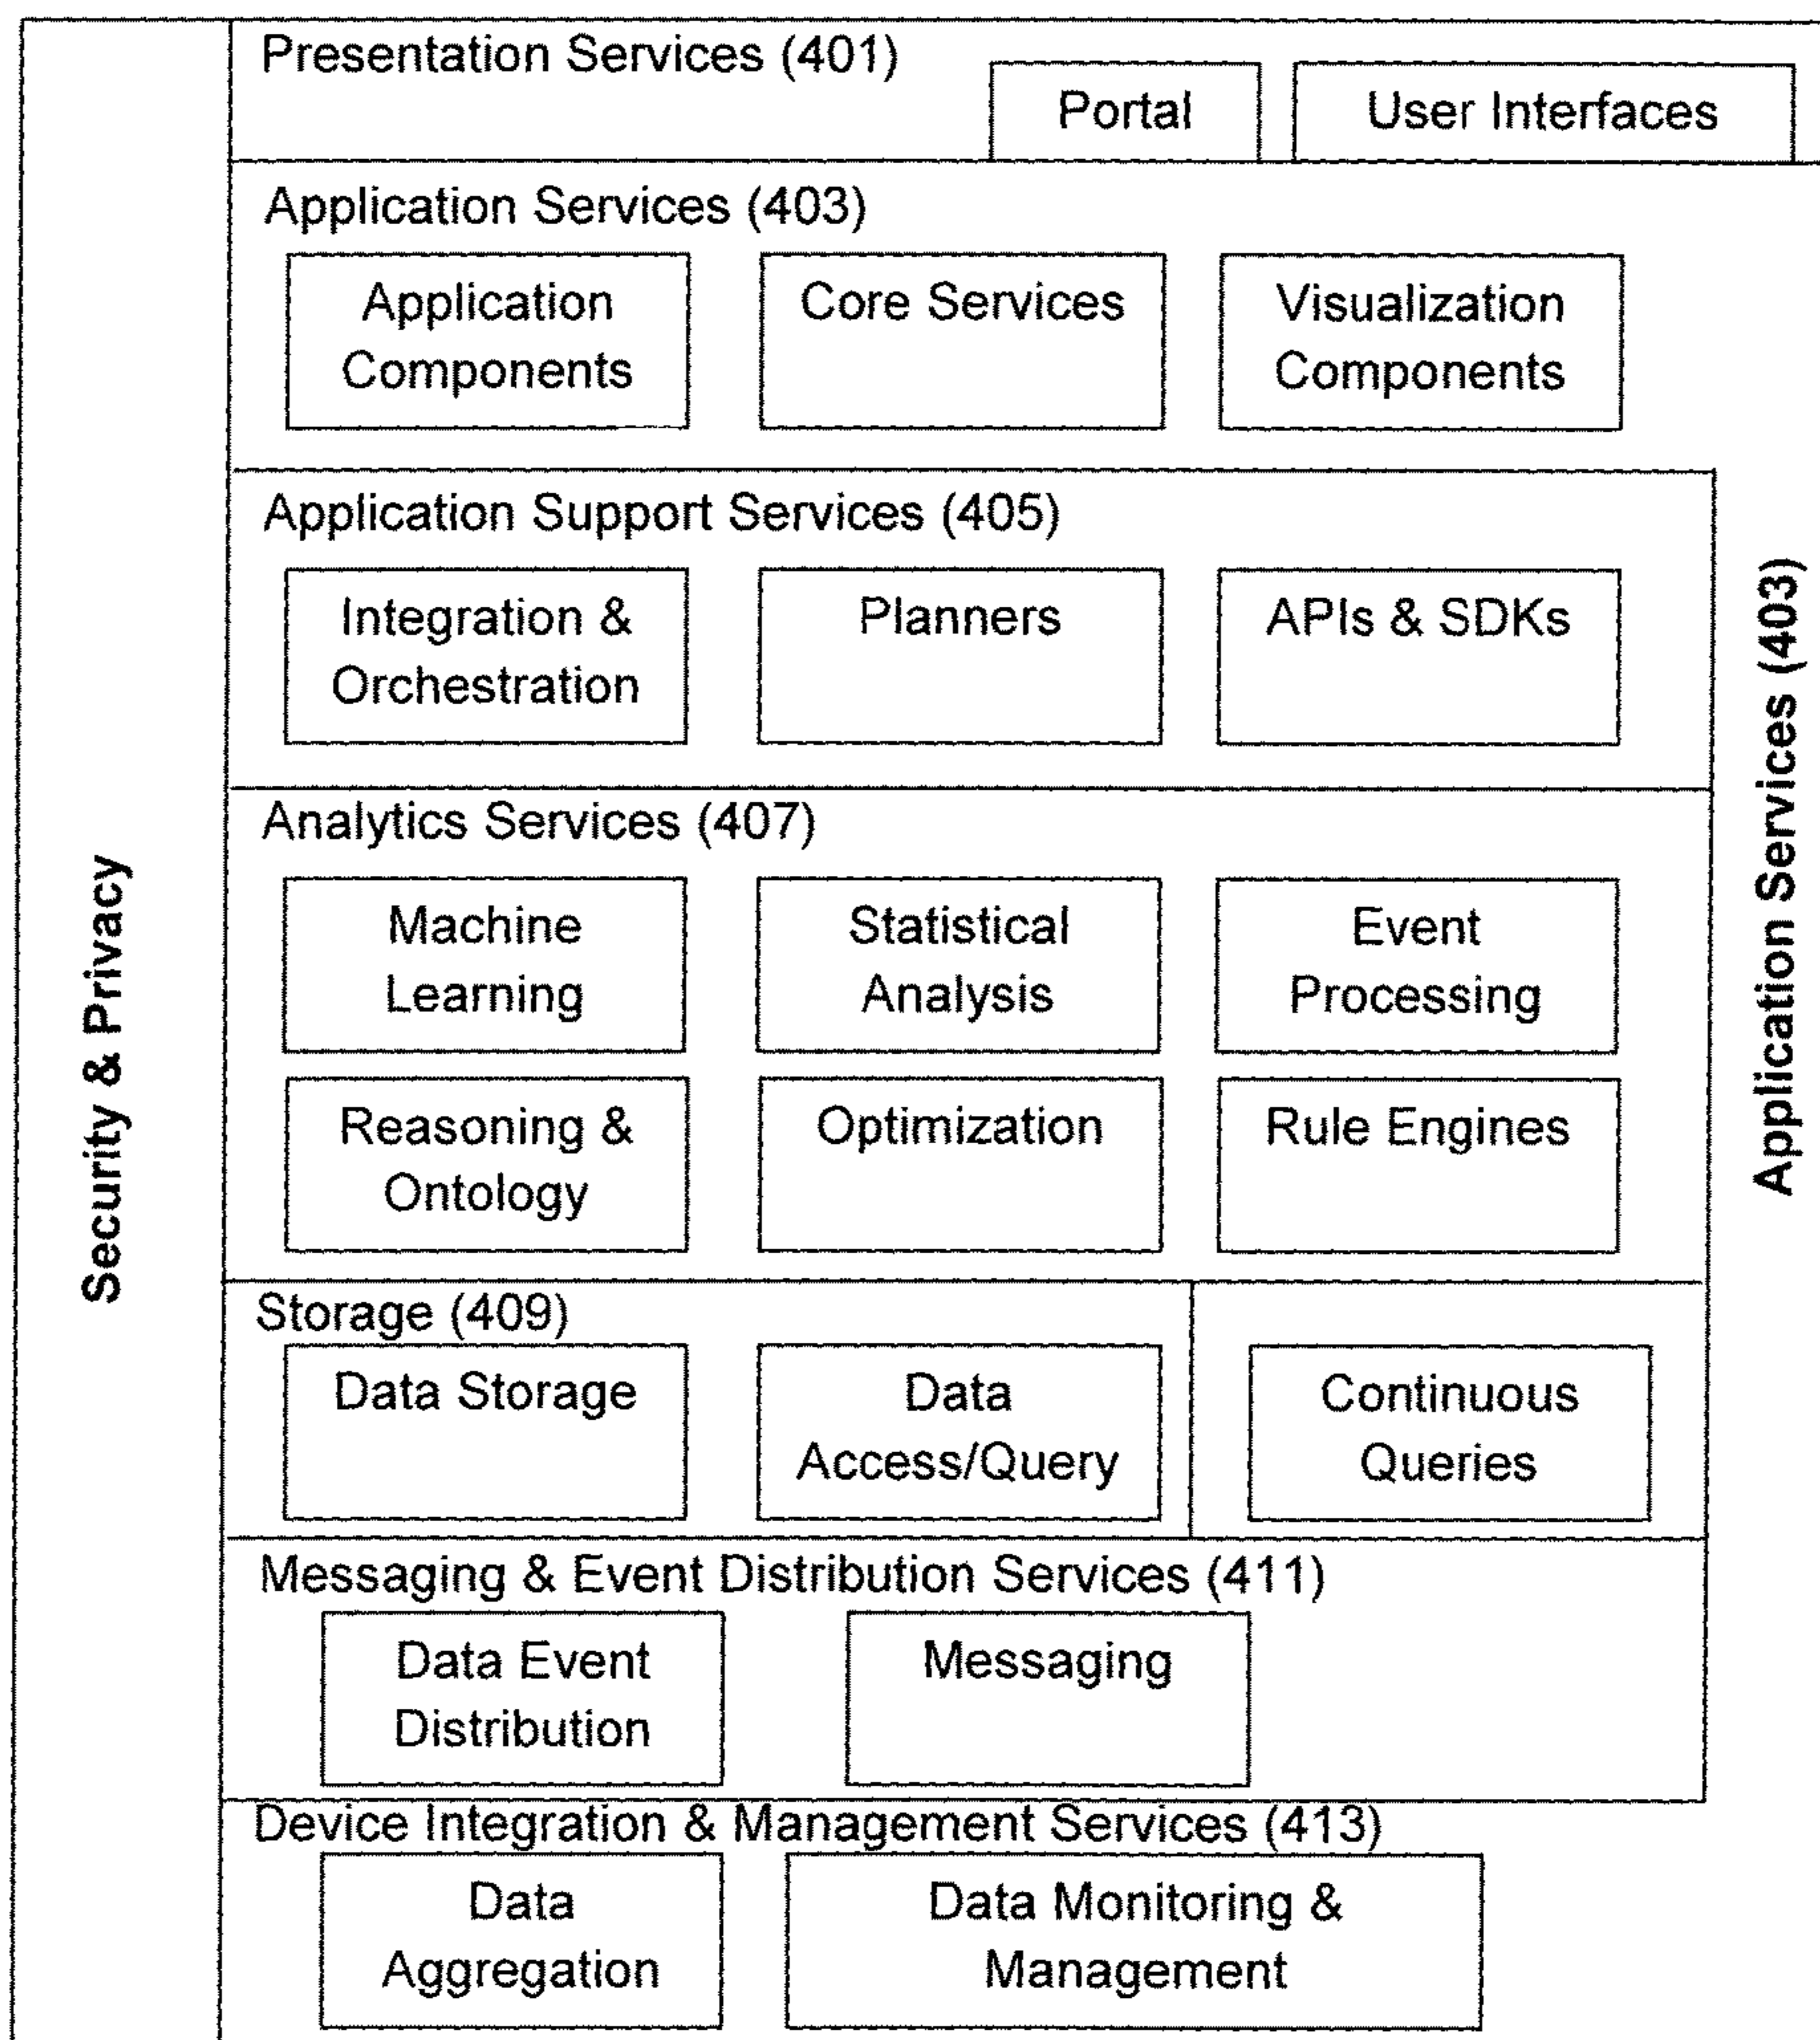 Presentation Services (401)
Portal
User Interfaces
Application Services (403)
Application
Components
Core Services
Visualization
Components
Application Support Services (405)
Integration &
Orchestration
Planners
APIs & SDKs
Analytics Services (407)
Machine
Learning
Statistical
Analysis
Event
Processing
Reasoning &
Ontology
Optimization
Rule Engines
Storage (409)
Data Storage
Data
Access/Query
Continuous
Queries
Messaging & Event Distribution Services (411)
Data Event
Distribution
Messaging
Device Integration & Management Services (413)
Data
Aggregation
Data Monitoring &
Management
Security & Privacy
Application Services (403)